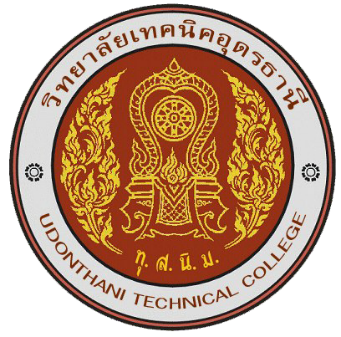 วิทยาลัยเทคนิคอุดรธานี
ทุ. ส. นิ. ม.
UDONTHANI TECHNICAL COLLEGE